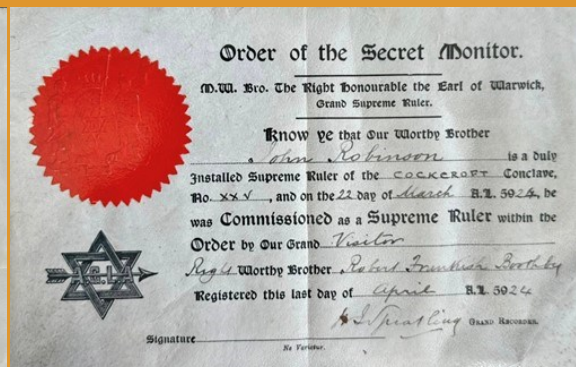 Order of the Secret Monitor.
M.W. Bro. The Right Honourable the Earl of Warwick,
Grand Supreme Ruler.
Know ye that Our Worthy Brother
John Robinson is a duly
Installed Supreme Ruler of the COCKCROFT Conclave,
No. XXV, and on the 22 day of March A.L. 5924, he
was Commissioned as a Supreme Ruler within the
Order by Our Grand Visitor
Right Worthy Brother Robert Frankish Boothby
Registered this last day of April A.L. 5924
Grand Recorder.
Signature
Ne Varietur.